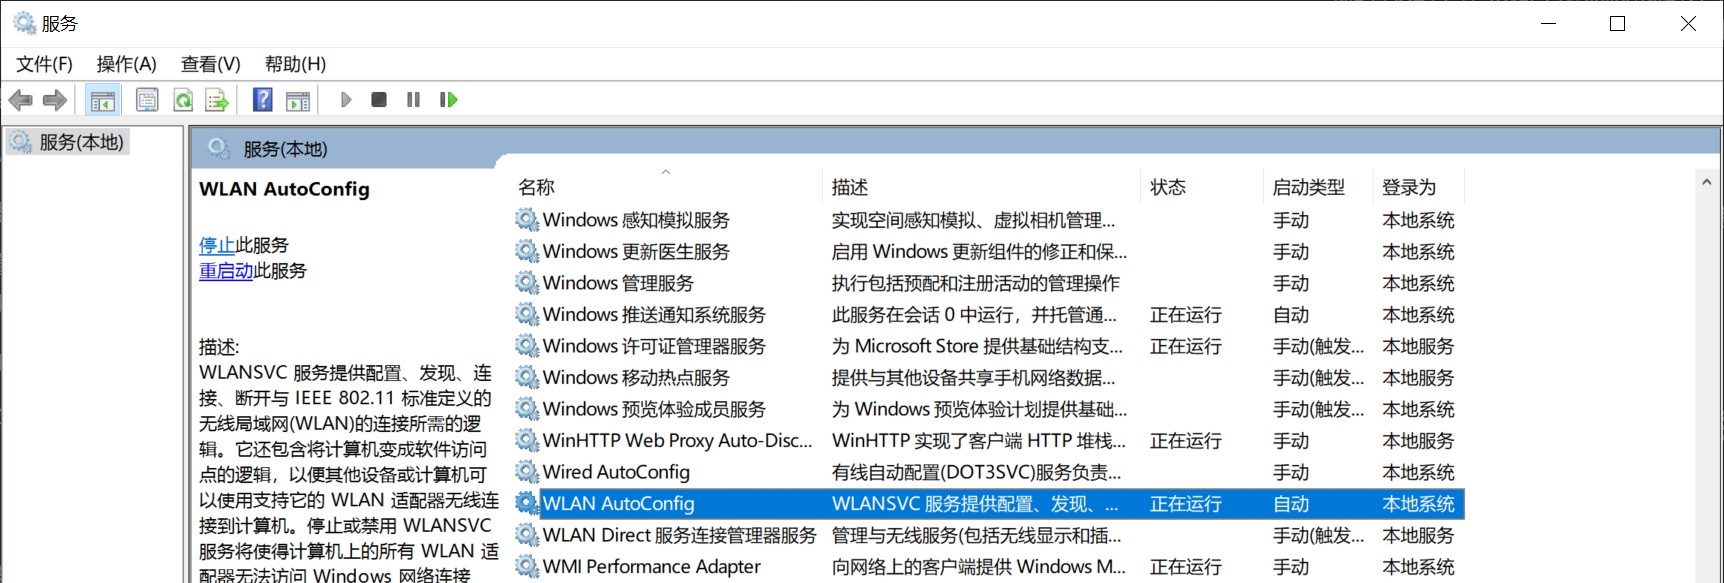 服务
文件(F) 操作(A) 查看(V) 帮助(H)
服务(本地)
服务(本地)
WLAN AutoConfig
停止此服务
重启动此服务
描述:
WLANSVC 服务提供配置、发现、连
接、断开与 IEEE 802.11 标准定义的
无线局域网(WLAN)的连接所需的逻
辑。它还包含将计算机变成软件访问
点的逻辑，以便其他设备或计算机可
以使用支持它的 WLAN 适配器无线连
接到计算机。停止或禁用 WLANSVC
服务将使得计算机上的所有 WLAN 适
配器无法访问 Windows 网络连接
名称 描述 状态 启动类型 登录为
Windows 感知模拟服务 实现空间感知模拟、虚拟相机管理... 手动 本地系统
Windows 更新医生服务 启用 Windows 更新组件的修正和保... 手动 本地系统
Windows 管理服务 执行包括预配和注册活动的管理操作 手动 本地系统
Windows 推送通知系统服务 此服务在会话 0 中运行，并托管通... 正在运行 自动 本地系统
Windows 许可证管理器服务 为 Microsoft Store 提供基础结构支... 正在运行 手动(触发... 本地服务
Windows 移动热点服务 提供与其他设备共享手机网络数据... 手动(触发... 本地服务
Windows 预览体验成员服务 为 Windows 预览体验计划提供基础... 手动(触发... 本地系统
WinHTTP Web Proxy Auto-Disc... WinHTTP 实现了客户端 HTTP 堆栈... 正在运行 手动 本地服务
Wired AutoConfig 有线自动配置(DOT3SVC)服务负责... 手动 本地系统
WLAN AutoConfig WLANSVC 服务提供配置、发现、... 正在运行 自动 本地系统
WLAN Direct 服务连接管理器服务 管理与无线服务(包括无线显示和插... 手动(触发... 本地服务
WMI Performance Adapter 向网络上的客户端提供 Windows M... 正在运行 手动 本地系统